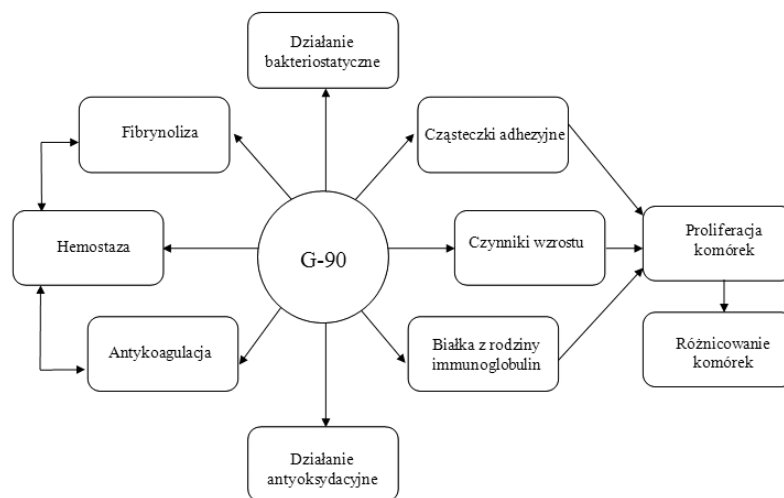 Działanie
bakteriostatyczne
Fibrynoliza
Cząsteczki adhezyjne
Hemostaza
G-90
Czynniki wzrostu
Proliferacja
komórek
Antykoagulacja
Białka z rodziny
immunoglobulin
Różnicowanie
komórek
Działanie
antyoksydacyjne